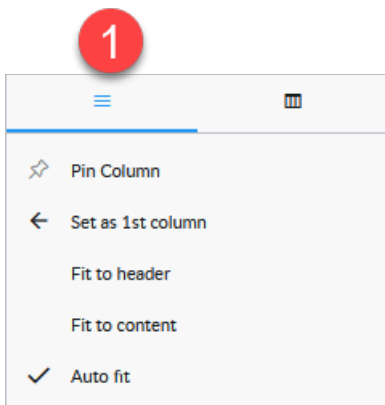 1
Pin Column
Set as 1st column
Fit to header
Fit to content
Auto fit